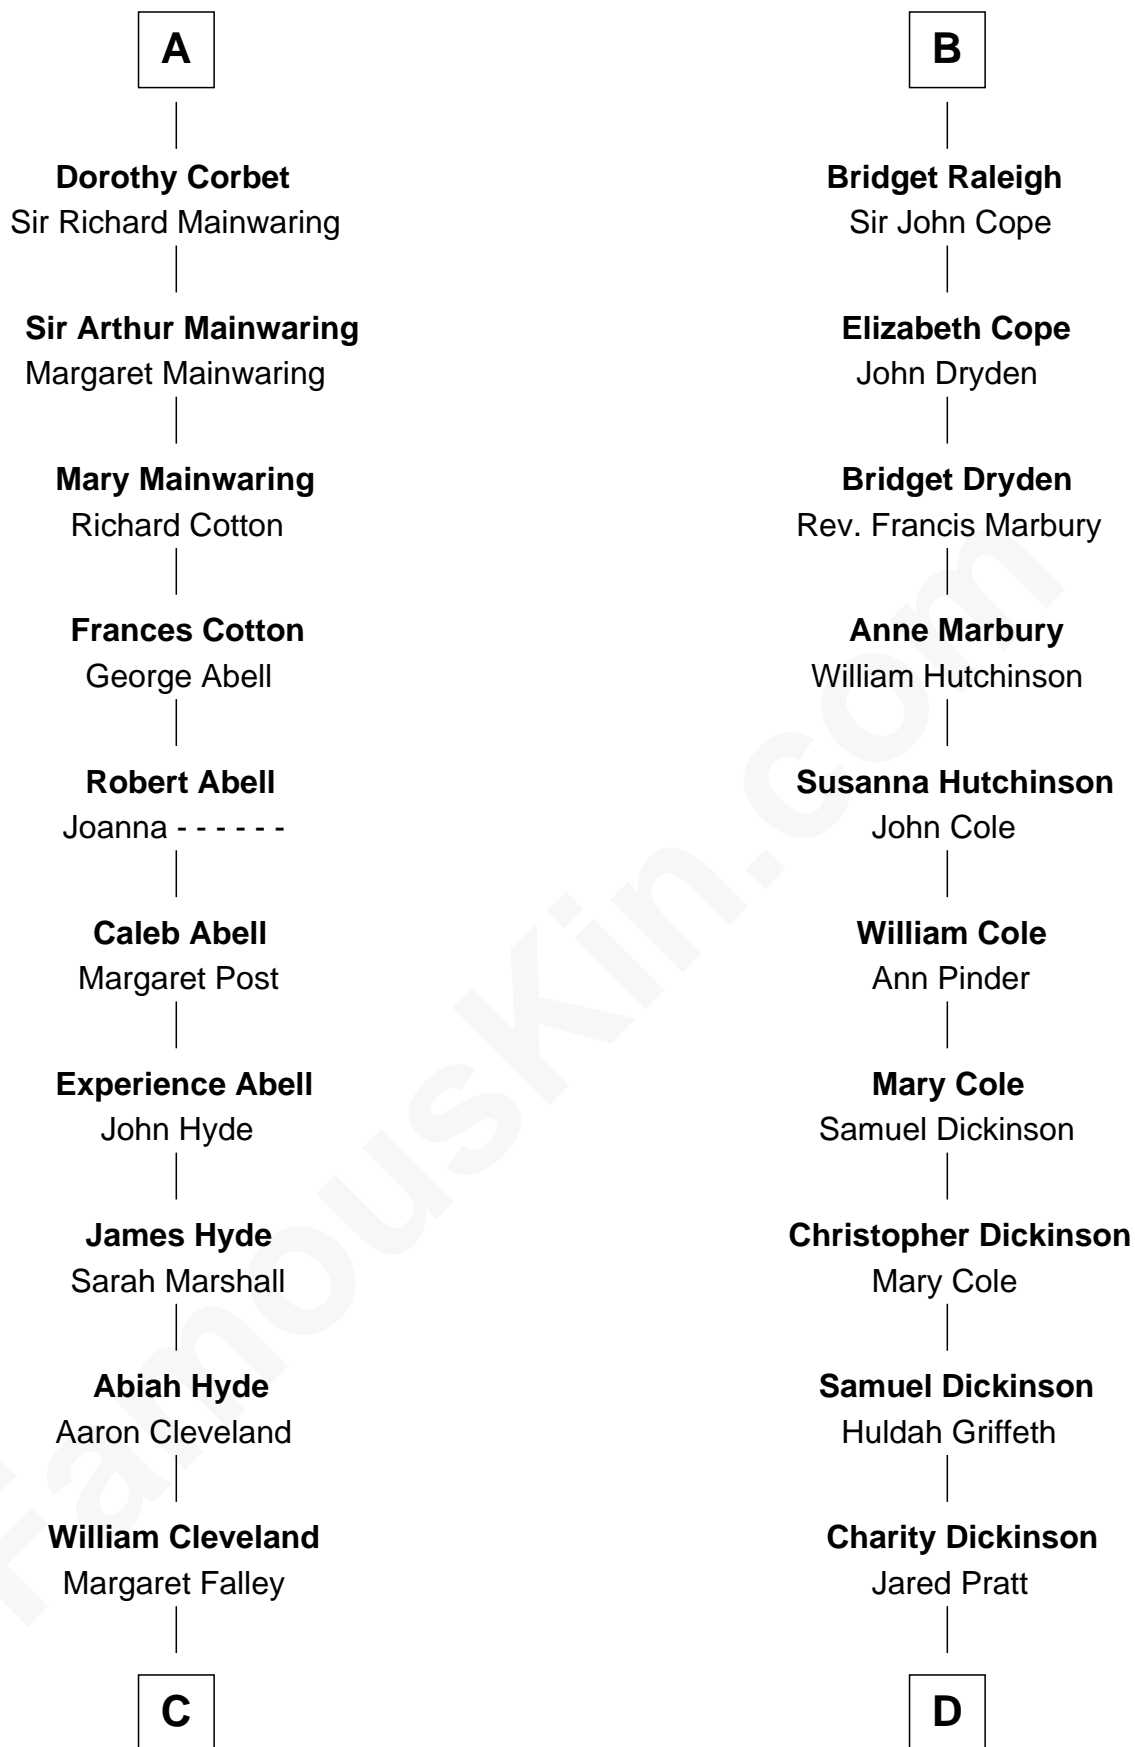 A
Dorothy Corbet
Sir Richard Mainwaring
Sir Arthur Mainwaring
Margaret Mainwaring
Mary Mainwaring
Richard Cotton
Frances Cotton
George Abell
Robert Abell
Joanna - - - - - -
Caleb Abell
Margaret Post
Experience Abell
John Hyde
James Hyde
Sarah Marshall
Abiah Hyde
Aaron Cleveland
William Cleveland
Margaret Falley
C
B
Bridget Raleigh
Sir John Cope
Elizabeth Cope
John Dryden
Bridget Dryden
Rev. Francis Marbury
Anne Marbury
William Hutchinson
Susanna Hutchinson
John Cole
William Cole
Ann Pinder
Mary Cole
Samuel Dickinson
Christopher Dickinson
Mary Cole
Samuel Dickinson
Huldah Griffeth
Charity Dickinson
Jared Pratt
D
FamousKin.com